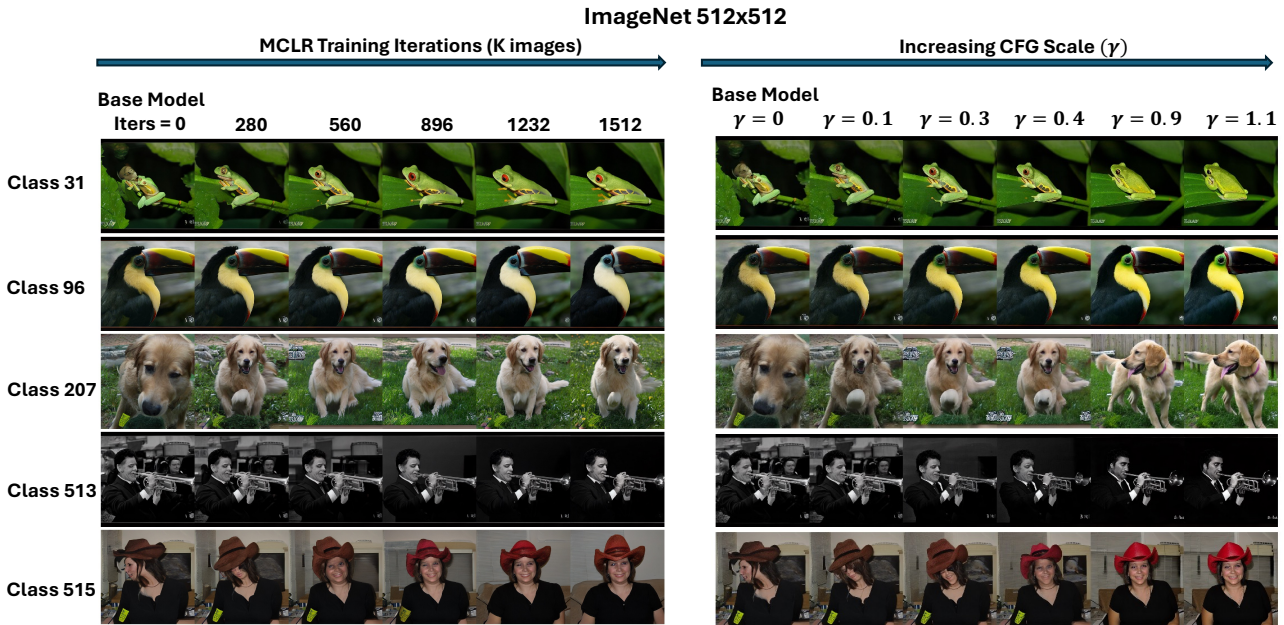 ImageNet 512x512
MCLR Training Iterations (K images)
Increasing CFG Scale (γ)
Base Model
Iters = 0 280 560 896 1232 1512
Base Model
γ = 0 γ = 0.1 γ = 0.3 γ = 0.4 γ = 0.9 γ = 1.1
Class 31
Class 96
Class 207
Class 513
Class 515